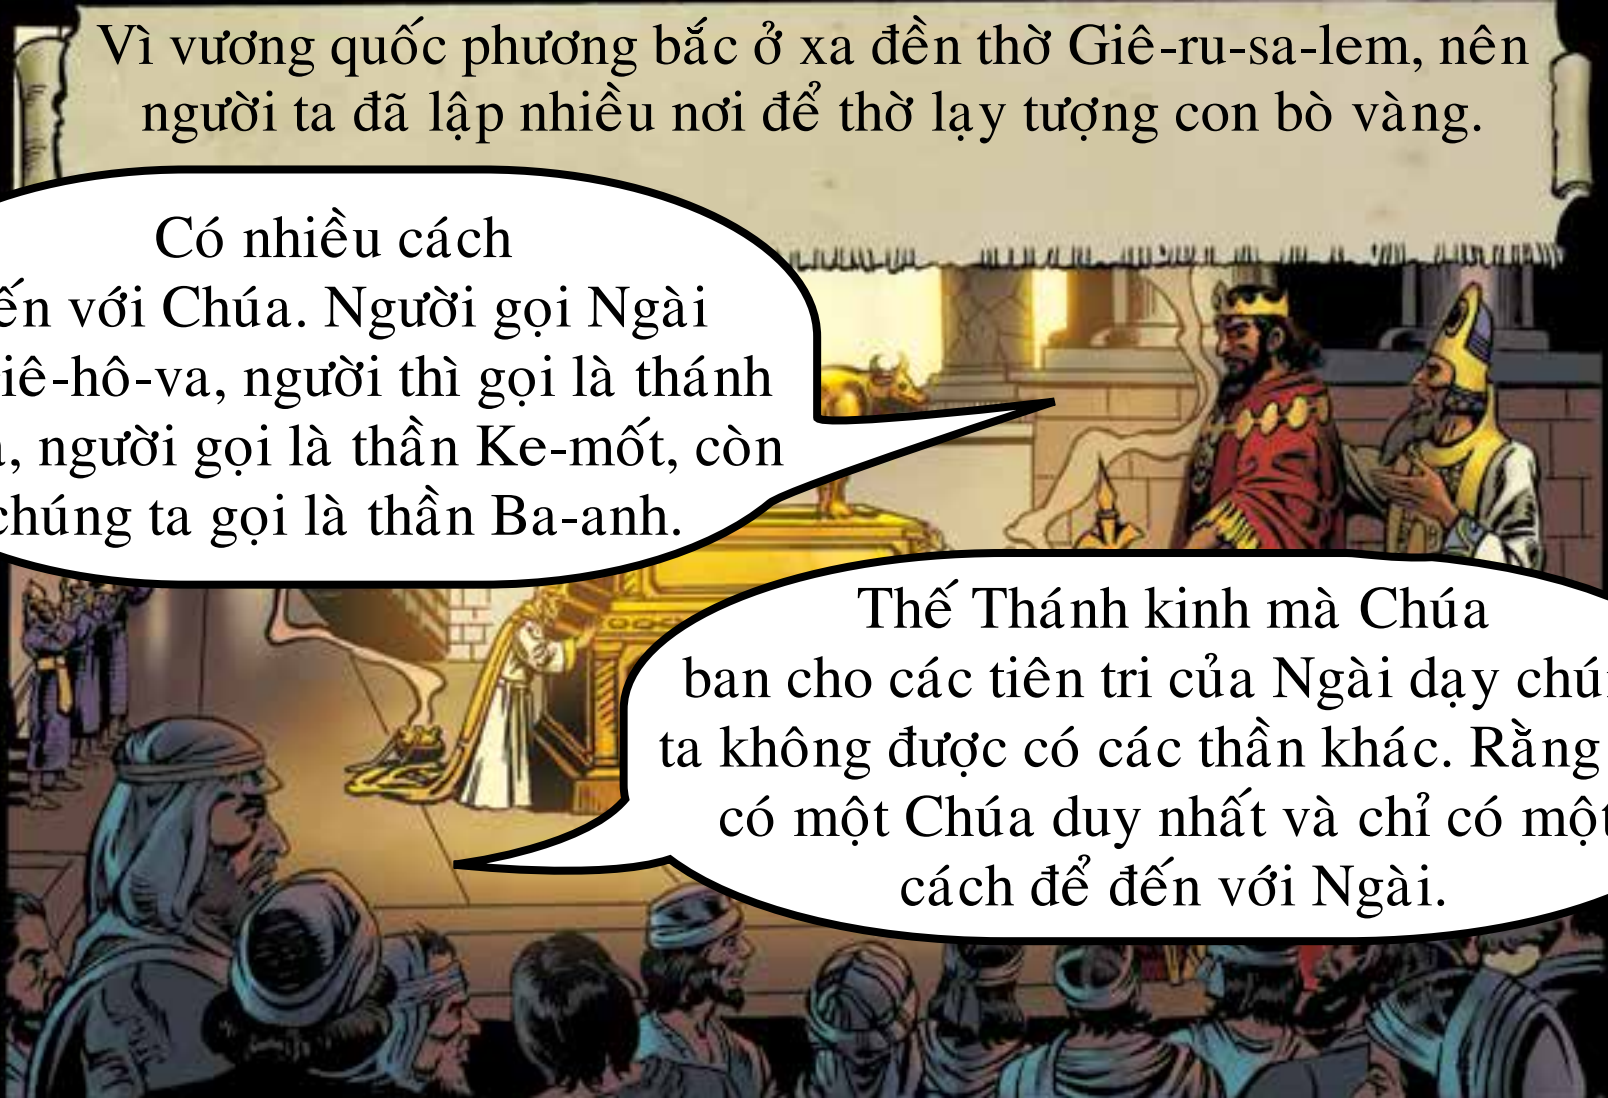 Vì vương quốc phương bắc ở xa đền thờ Giê-ru-sa-lem, nên
người ta đã lập nhiều nơi để thờ lạy tượng con bò vàng.
Có nhiều cách
với Chúa. Người gọi Ngài
người thì gọi là thánh
người gọi là thần Ke-mốt, còn
chúng ta gọi là thần Ba-anh.
Thế Thánh kinh mà Chúa
ban cho các tiên tri của Ngài dạy
ta không được có các thần khác. Rằng
có một Chúa duy nhất và chỉ có một
cách để đến với Ngài.